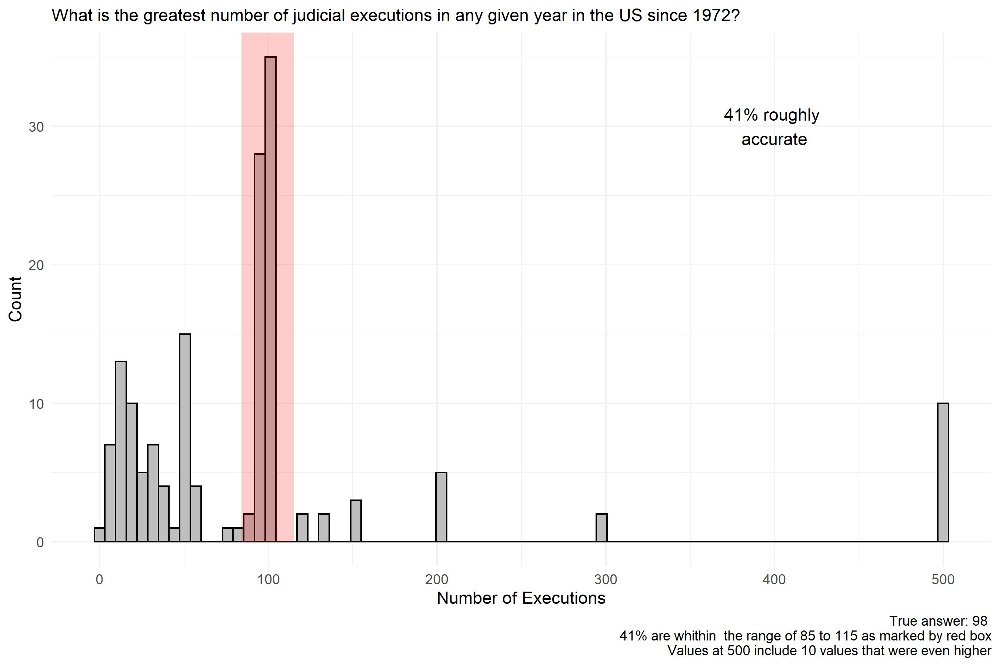 What is the greatest number of judicial executions in any given year in the US since 1972?
41% roughly
accurate
30
20
10
0
Count
0 100 200 300 400 500
Number of Executions
True answer: 98
41% are whithin  the range of 85 to 115 as marked by red box
Values at 500 include 10 values that were even higher